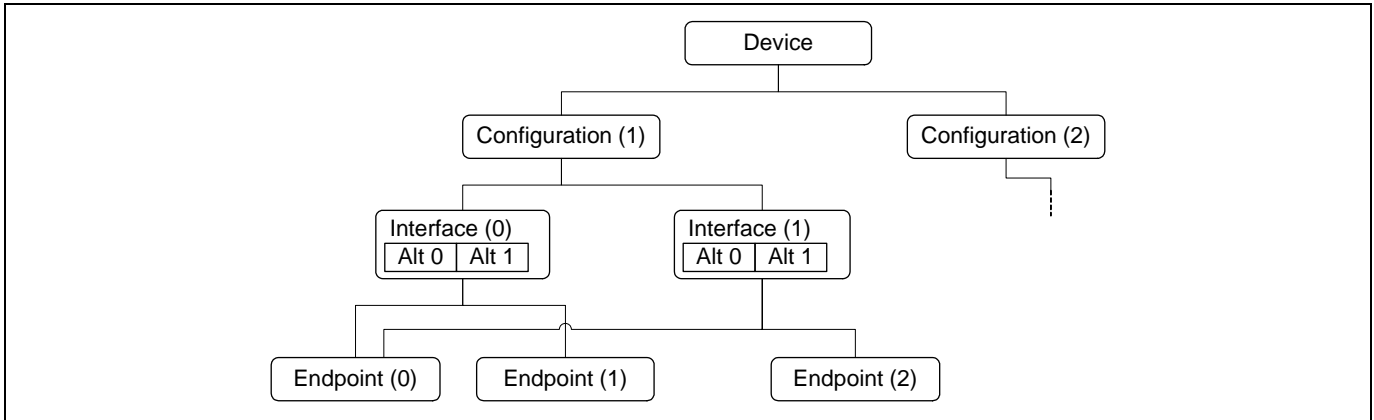 Device
Configuration (1)
Configuration (2)
Interface (0)
Alt 0 Alt 1
Interface (1)
Alt 0 Alt 1
Endpoint (0)
Endpoint (1)
Endpoint (2)